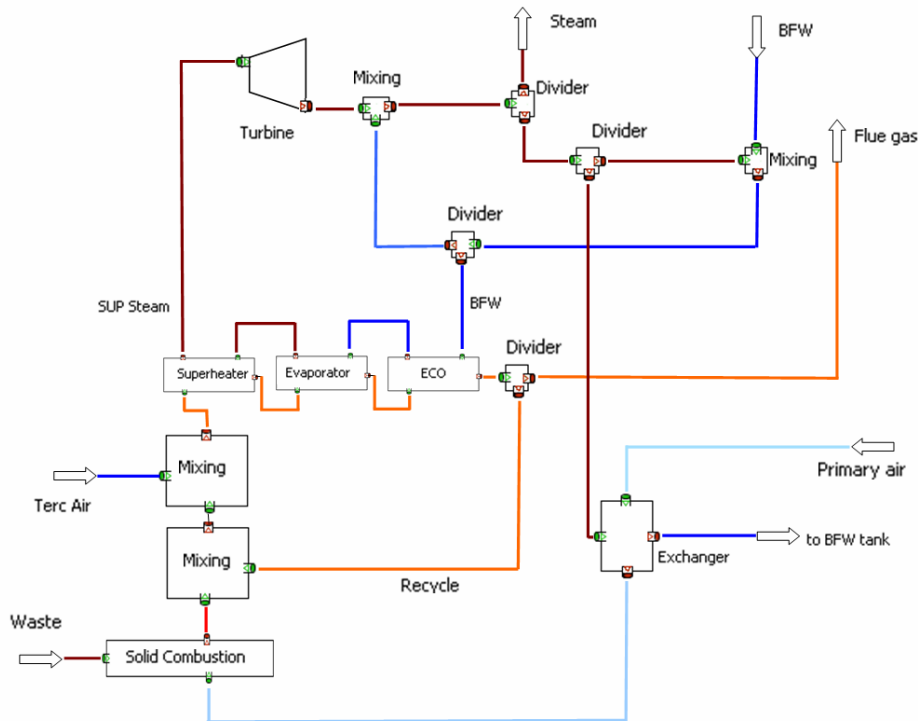 Steam
BFW
Mixing
Divider
Turbine
Divider
Flue gas
Mixing
Divider
SUP Steam
BFW
Divider
Superheater
Evaporator
ECO
Mixing
Primary air
Terc Air
to BFW tank
Mixing
Exchanger
Recycle
Waste
Solid Combustion